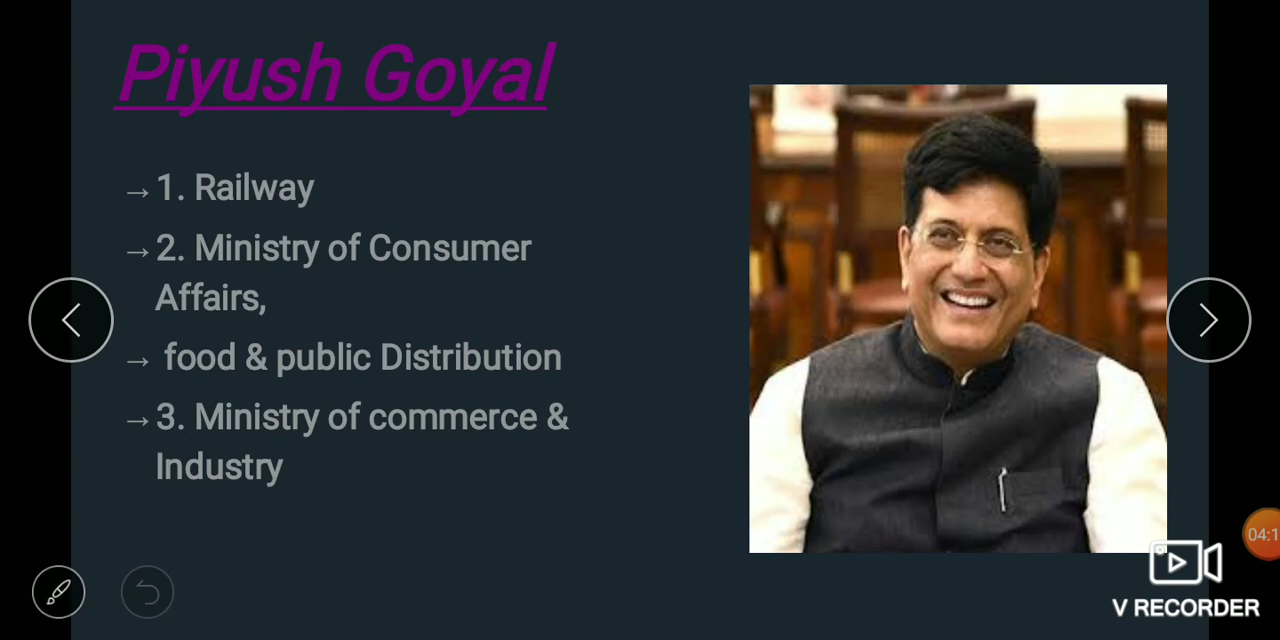 Piyush Goyal
→1. Railway
→2. Ministry of Consumer
Affairs,
→ food & public Distribution
→3. Ministry of commerce &
Industry
04:1
V RECORDER